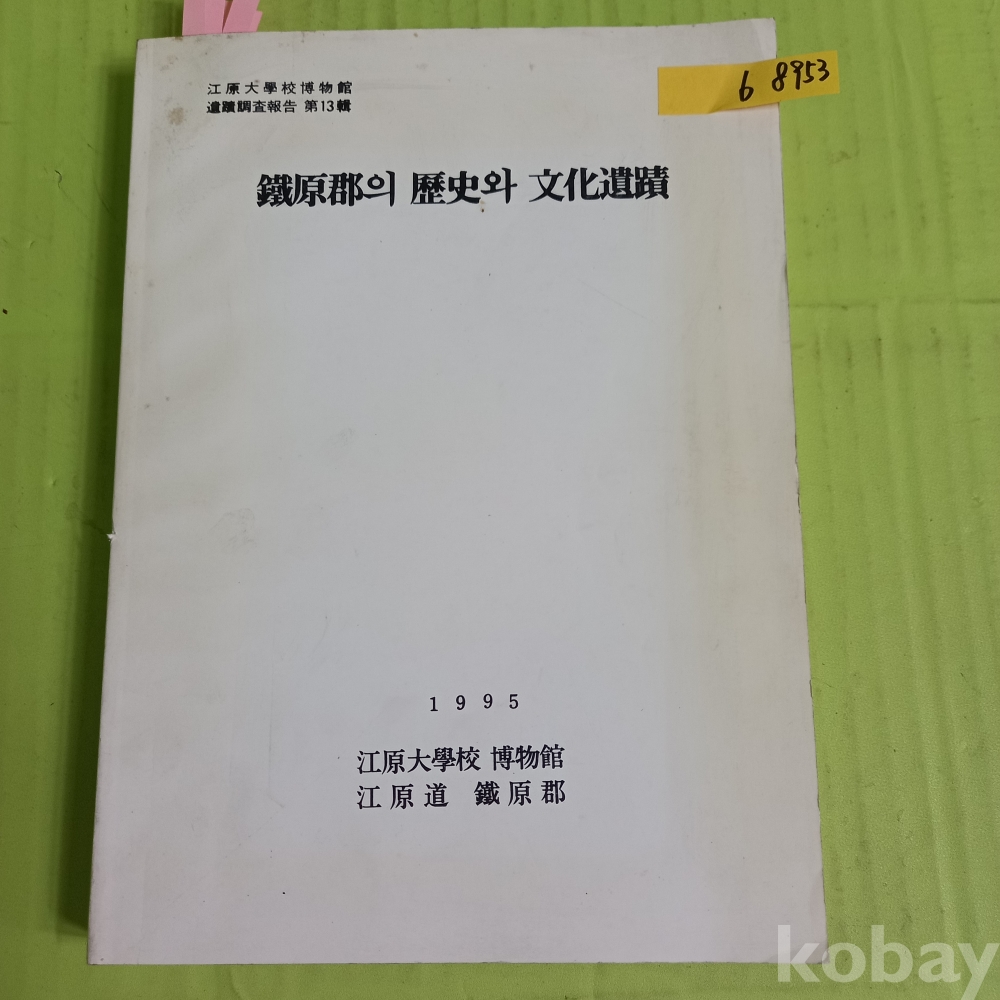 江原大學校博物館
遺蹟調査報告 第13輯
6 8953
鐵原郡의 歷史와 文化遺蹟
1995
江原大學校 博物館
江原道 鐵原郡
kobay